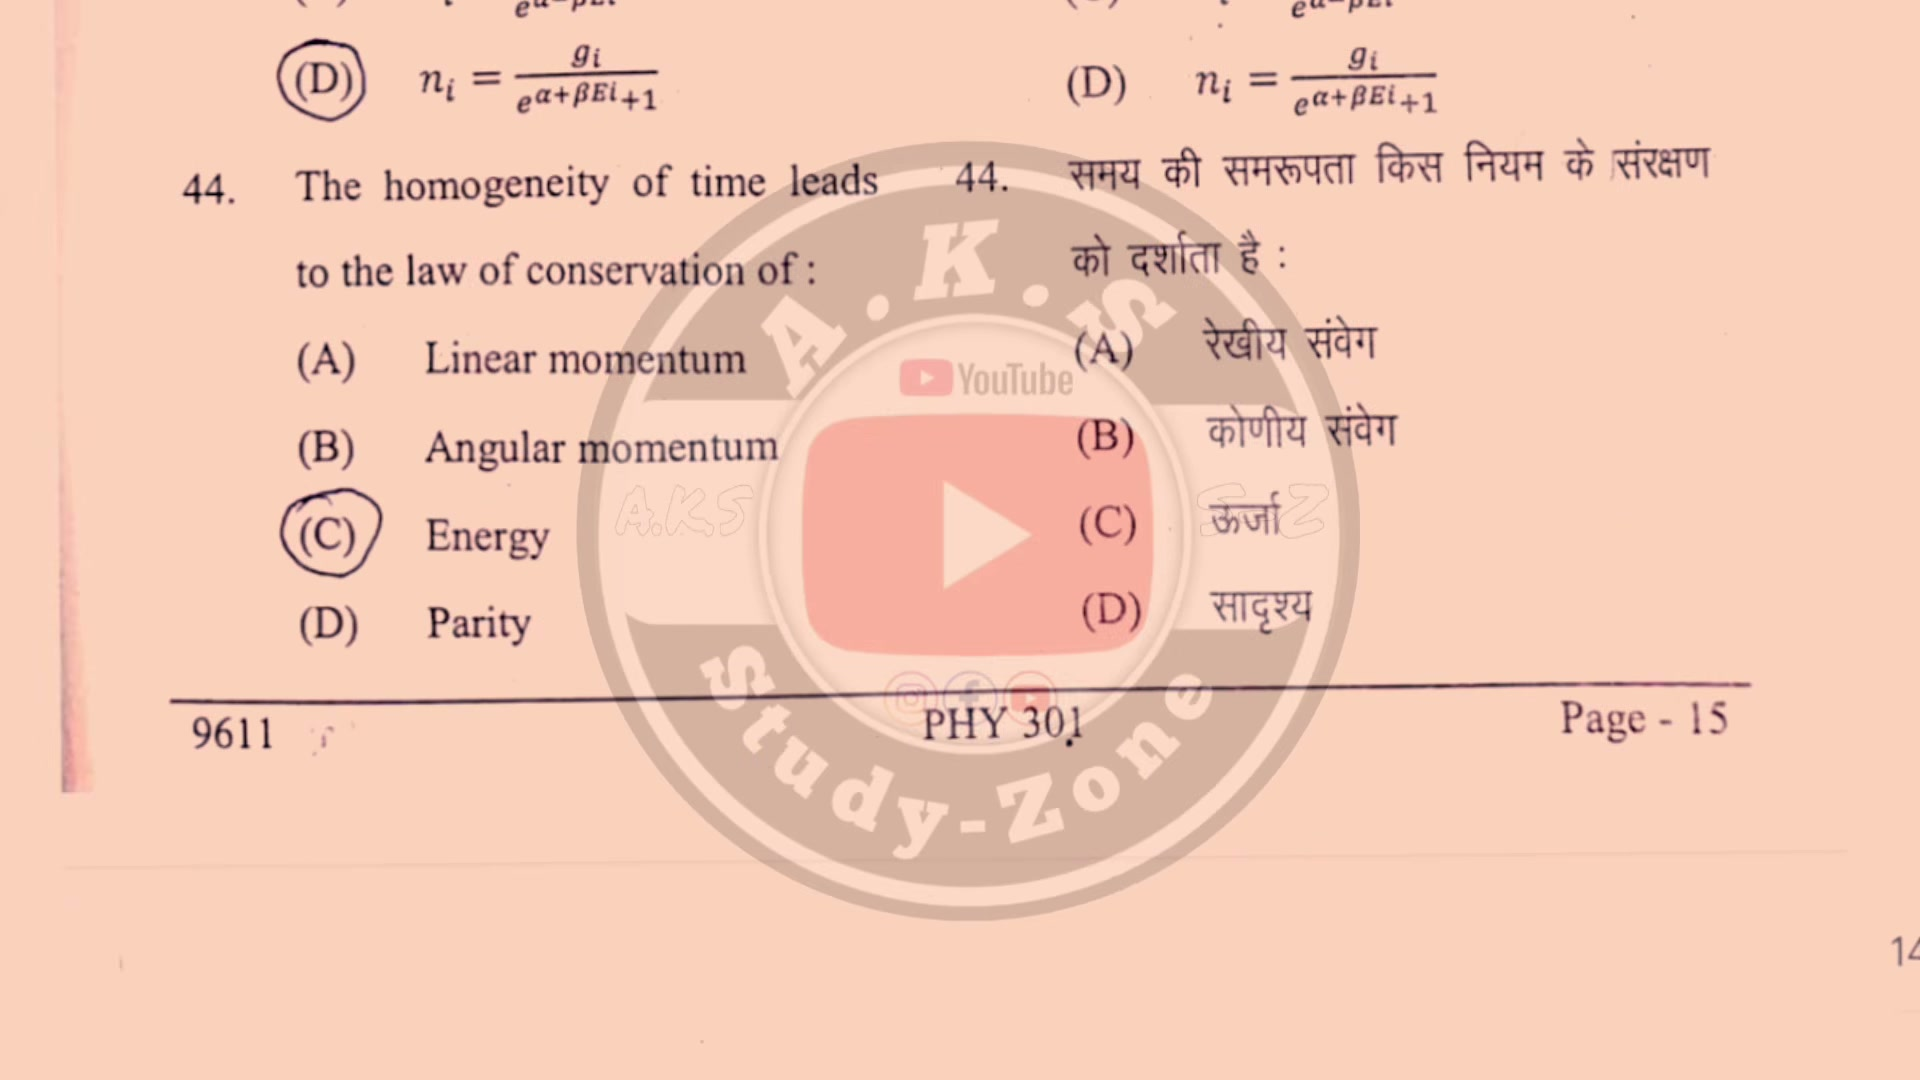 (D) nᵢ = gᵢ / e^α+βEi +1
44. The homogeneity of time leads
to the law of conservation of :
(A) Linear momentum
(B) Angular momentum
(C) Energy
(D) Parity
(D) nᵢ = gᵢ / e^α+βEi +1
44. समय की समरूपता किस नियम के संरक्षण
को दर्शाता है :
(A) रेखीय संवेग
(B) कोणीय संवेग
(C) ऊर्जा
(D) सादृश्य
9611 PHY 301 Page - 15
A.K.S
YouTube
A.K.S S Z
Study-Zone
14